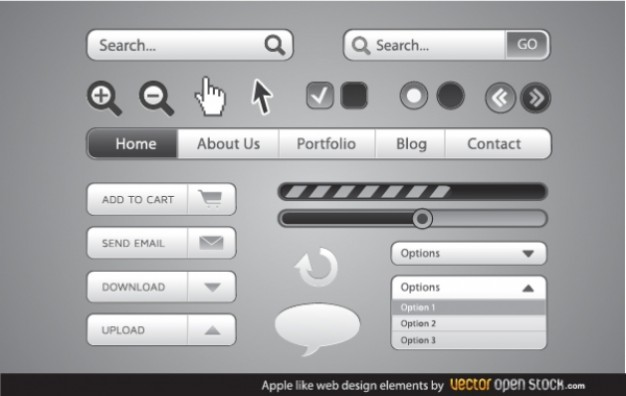 Search...
Search... GO
Home About Us Portfolio Blog Contact
ADD TO CART
SEND EMAIL
DOWNLOAD
UPLOAD
Options
Options
Option 1
Option 2
Option 3
Apple like web design elements by vector open stock.com